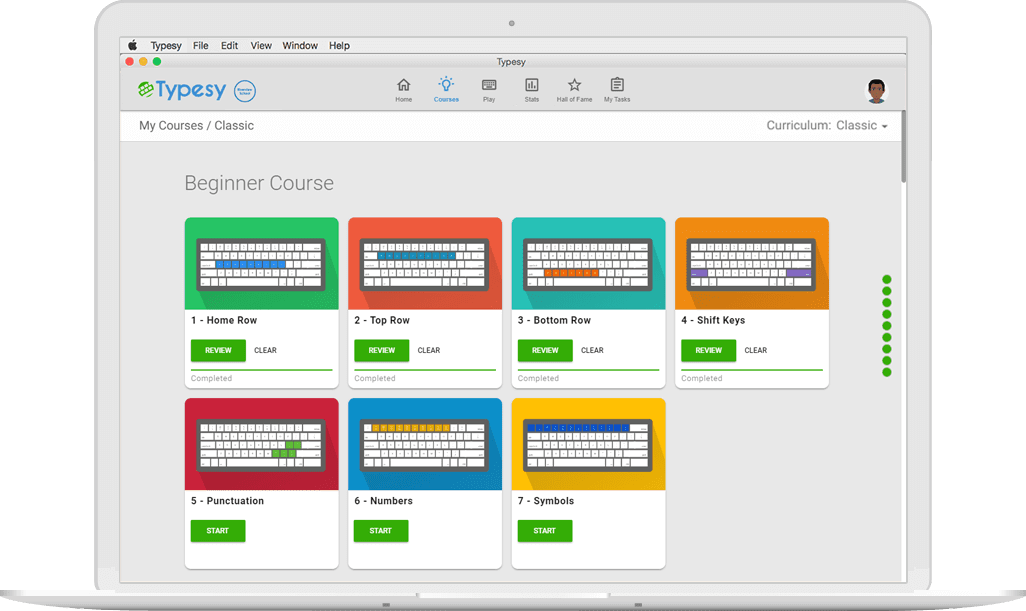 Typesy File Edit View Window Help
Typesy
Typesy
Home Courses Play Stats Hall of Fame My Tasks
My Courses / Classic Curriculum: Classic
Beginner Course
1 - Home Row
REVIEW CLEAR
Completed
2 - Top Row
REVIEW CLEAR
Completed
3 - Bottom Row
REVIEW CLEAR
Completed
4 - Shift Keys
REVIEW CLEAR
Completed
5 - Punctuation
START
6 - Numbers
START
7 - Symbols
START